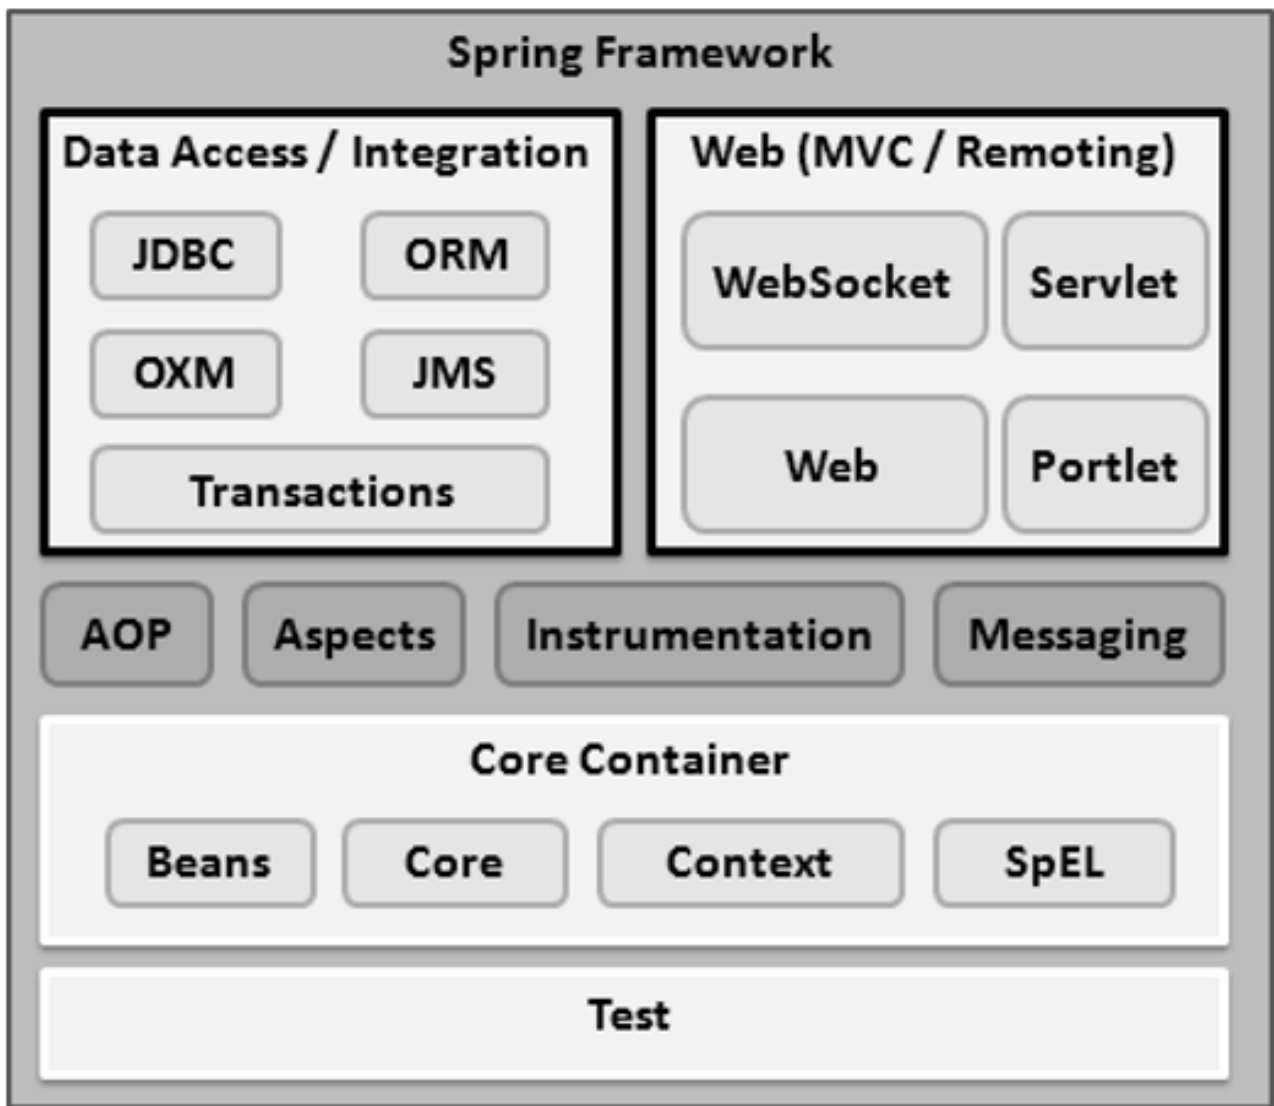 Spring Framework
Data Access / Integration
JDBC
ORM
OXM
JMS
Transactions
Web (MVC / Remoting)
WebSocket
Servlet
Web
Portlet
AOP
Aspects
Instrumentation
Messaging
Core Container
Beans
Core
Context
SpEL
Test